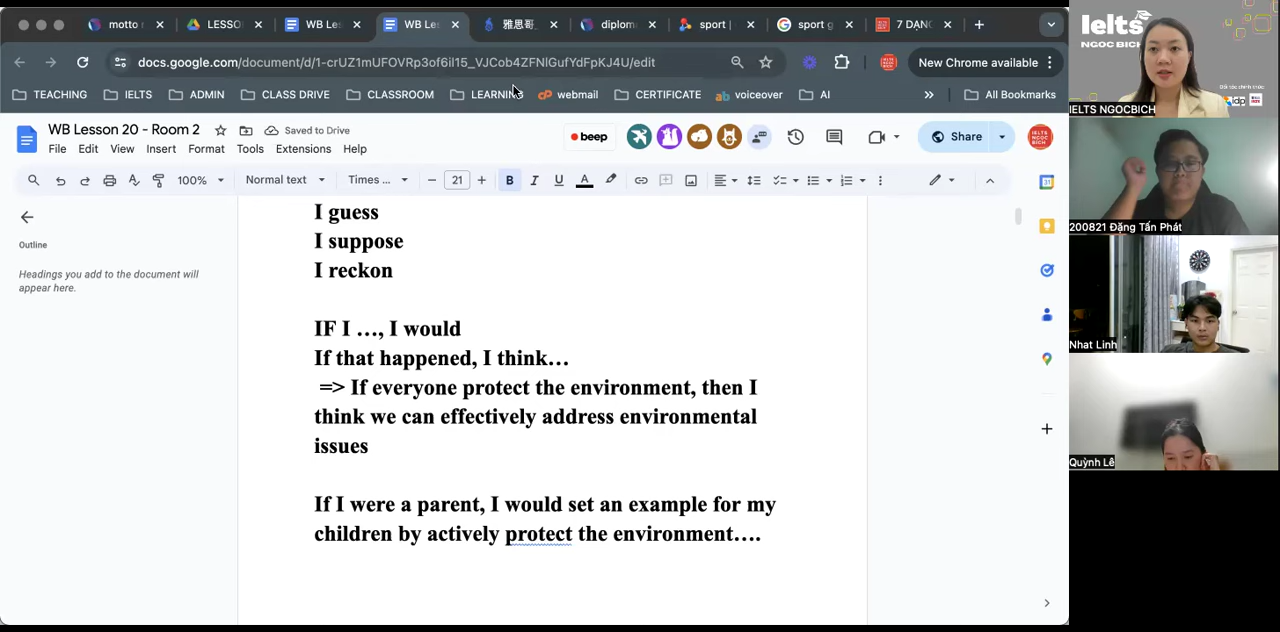 motto
LESSO
WB Le
WB Les
雅思哥
diplom
sport
sport g
7 DẠNG
docs.google.com/document/d/1-crUZ1mUFOVRp3of6il15_VJCob4ZFNlGufYdFpKJ4U/edit
New Chrome available
TEACHING IELTS ADMIN CLASS DRIVE CLASSROOM LEARNING webmail CERTIFICATE voiceover AI » All Bookmarks
WB Lesson 20 - Room 2 Saved to Drive
beep
Share
File Edit View Insert Format Tools Extensions Help
100% Normal text Times ... 21 B I U A
Outline
Headings you add to the document will
appear here.
I guess
I suppose
I reckon
IF I …, I would
If that happened, I think…
=> If everyone protect the environment, then I
think we can effectively address environmental
issues
If I were a parent, I would set an example for my
children by actively protect the environment….
Ielts
NGOC BICH
idp
IELTS NGOCBICH
200821 Đặng Tấn Phát
Nhat Linh
Quỳnh Lê